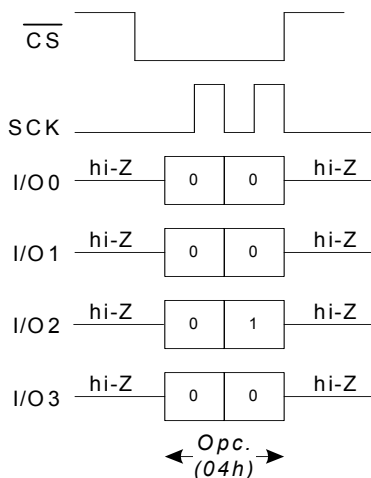 CS
SCK
hi-Z hi-Z
I/O0 0 0
hi-Z hi-Z
I/O1 0 0
hi-Z hi-Z
I/O2 0 1
hi-Z hi-Z
I/O3 0 0
Opc.
(04h)